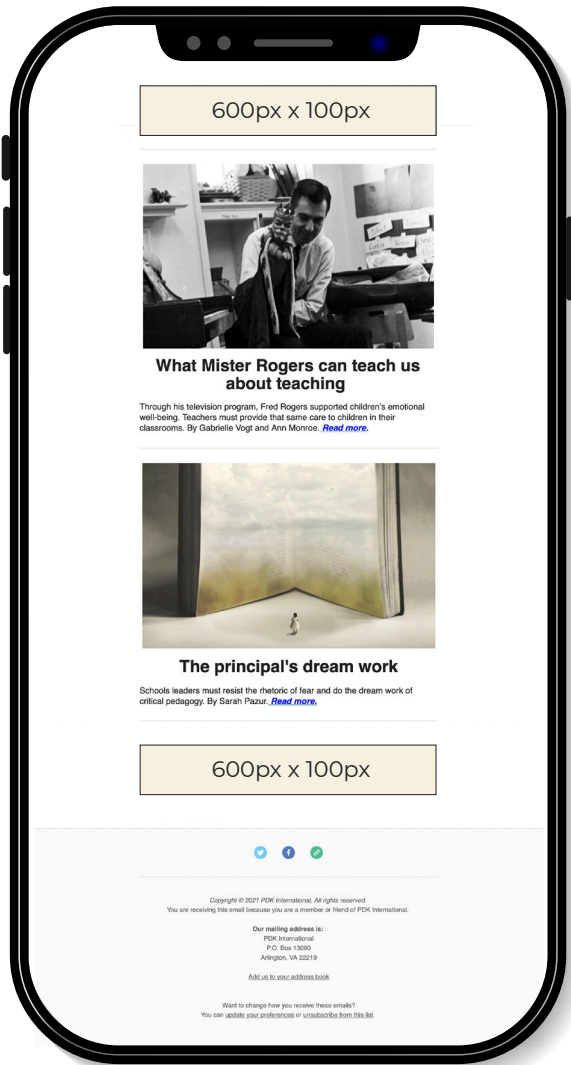 600px x 100px
What Mister Rogers can teach us
about teaching
Through his television program, Fred Rogers supported children's emotional
well-being. Teachers must provide that same care to children in their
classrooms. By Gabrielle Vogt and Ann Monroe. Read more.
The principal's dream work
Schools leaders must resist the rhetoric of fear and do the dream work of
critical pedagogy. By Sarah Pazur. Read more.
600px x 100px
Copyright © 2021 PDK International, All rights reserved.
You are receiving this email because you are a member or friend of PDK International.
Our mailing address is:
PDK International
P.O. Box 13090
Arlington, VA 22219
Add us to your address book
Want to change how you receive these emails?
You can update your preferences or unsubscribe from this list.